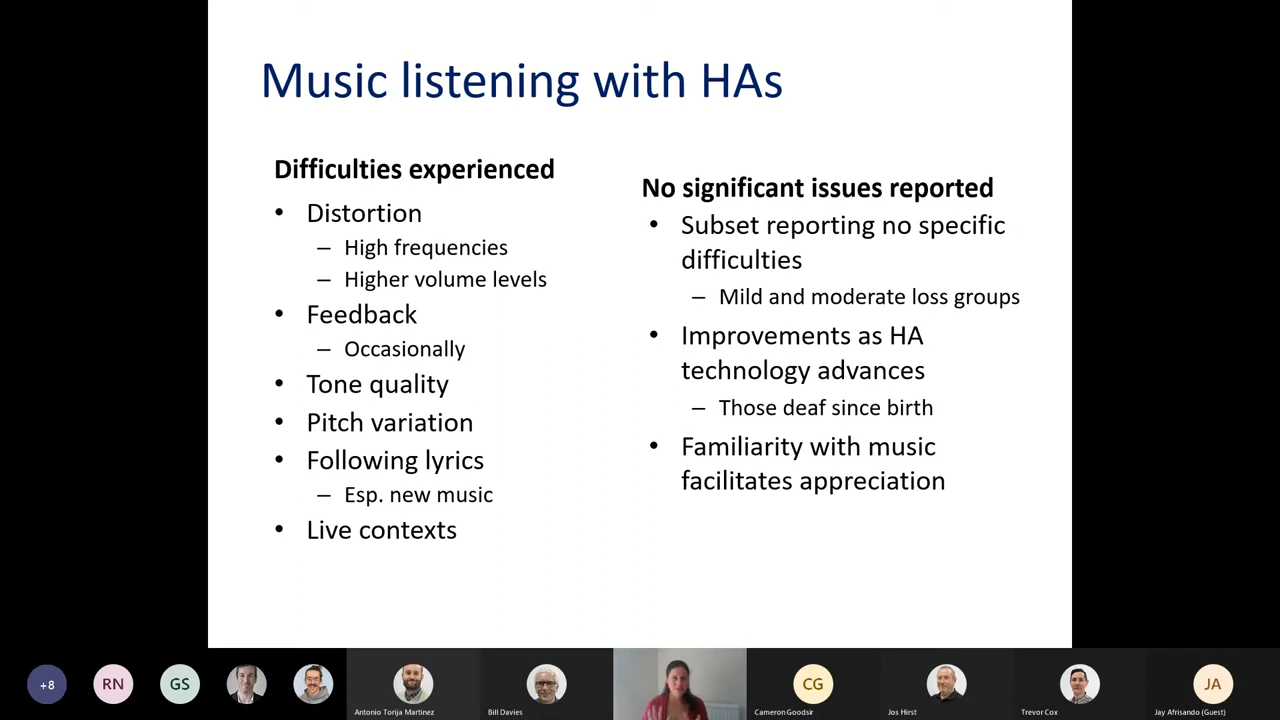 Music listening with HAs
Difficulties experienced
• Distortion
– High frequencies
– Higher volume levels
• Feedback
– Occasionally
• Tone quality
• Pitch variation
• Following lyrics
– Esp. new music
• Live contexts
No significant issues reported
• Subset reporting no specific
difficulties
– Mild and moderate loss groups
• Improvements as HA
technology advances
– Those deaf since birth
• Familiarity with music
facilitates appreciation
+8
RN
GS
Antonio Torija Martinez
Bill Davies
CG
Cameron Goodsir
Jos Hirst
Trevor Cox
JA
Jay Afrisando (Guest)